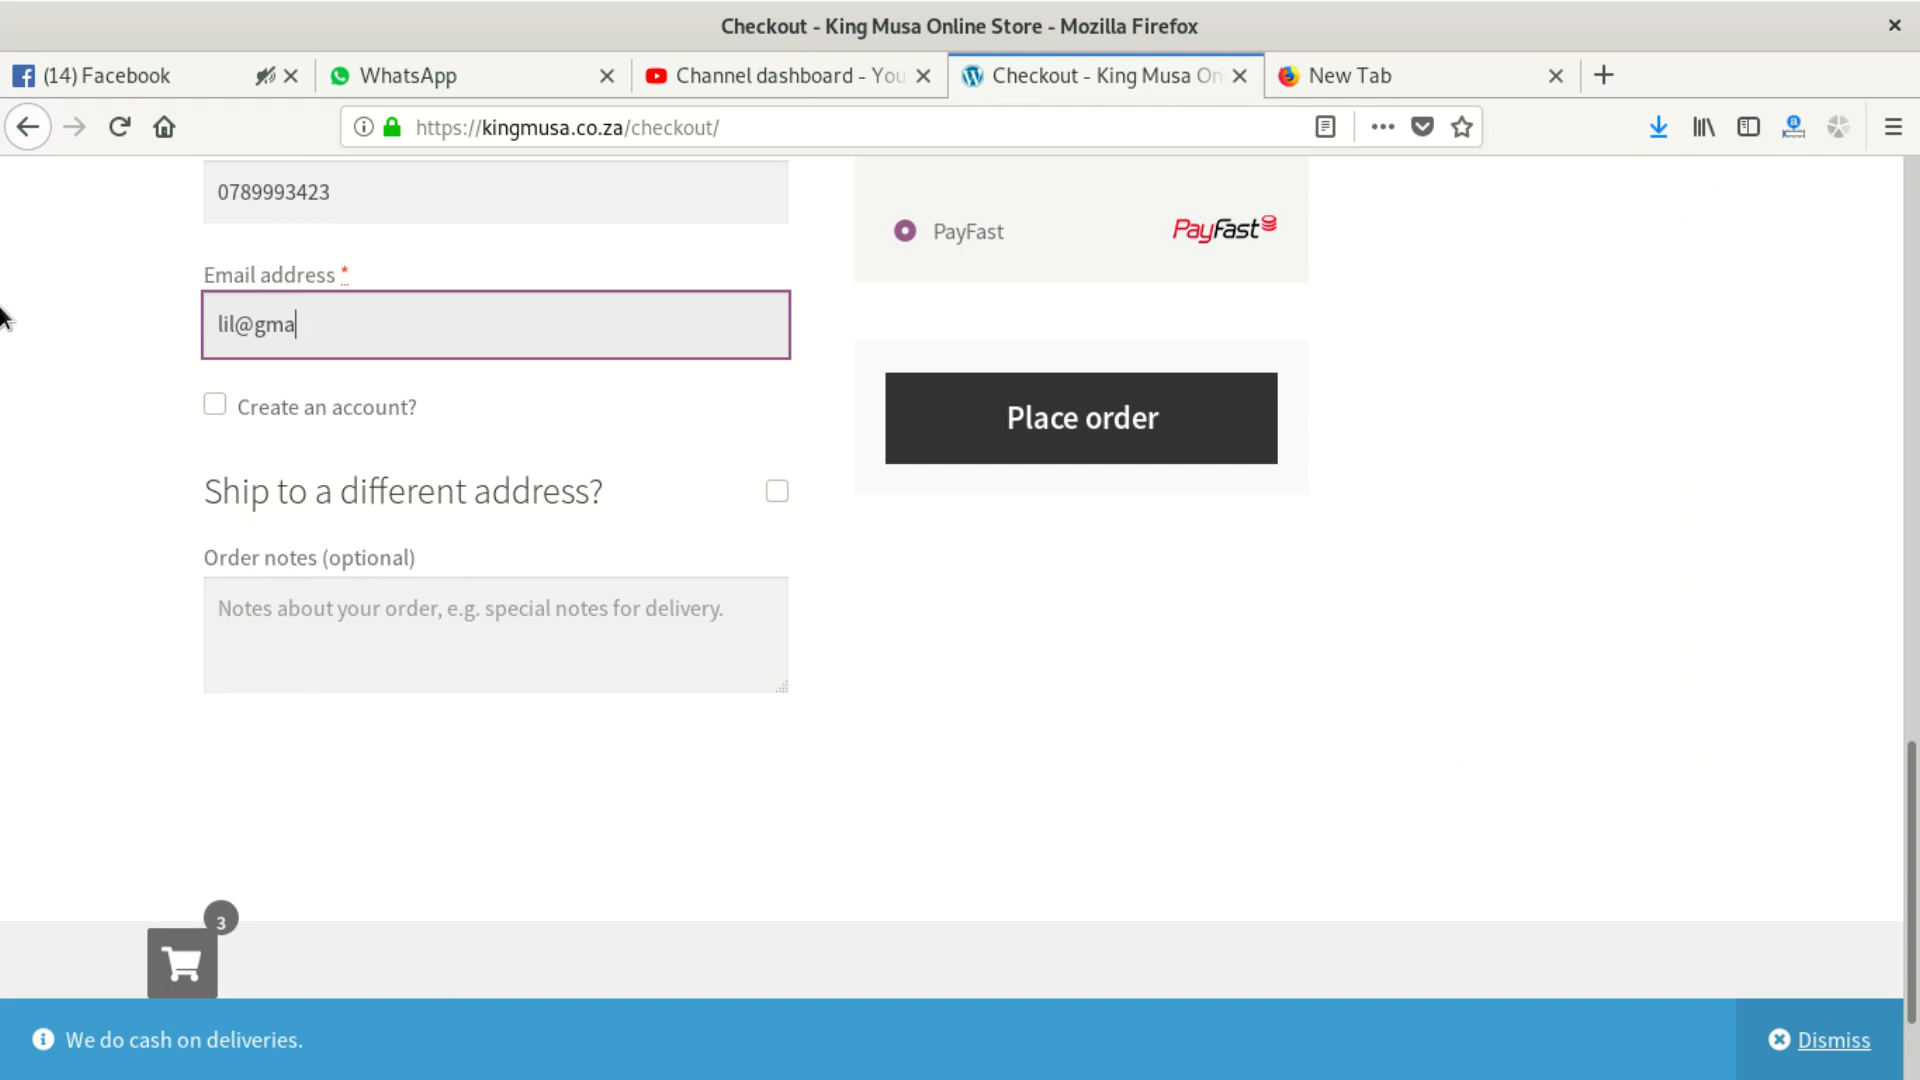 Checkout - King Musa Online Store - Mozilla Firefox
(14) Facebook
WhatsApp
Channel dashboard - You
Checkout - King Musa On
New Tab
https://kingmusa.co.za/checkout/
0789993423
PayFast
PayFast
Email address *
lil@gma
Create an account?
Place order
Ship to a different address?
Order notes (optional)
Notes about your order, e.g. special notes for delivery.
3
We do cash on deliveries.
Dismiss